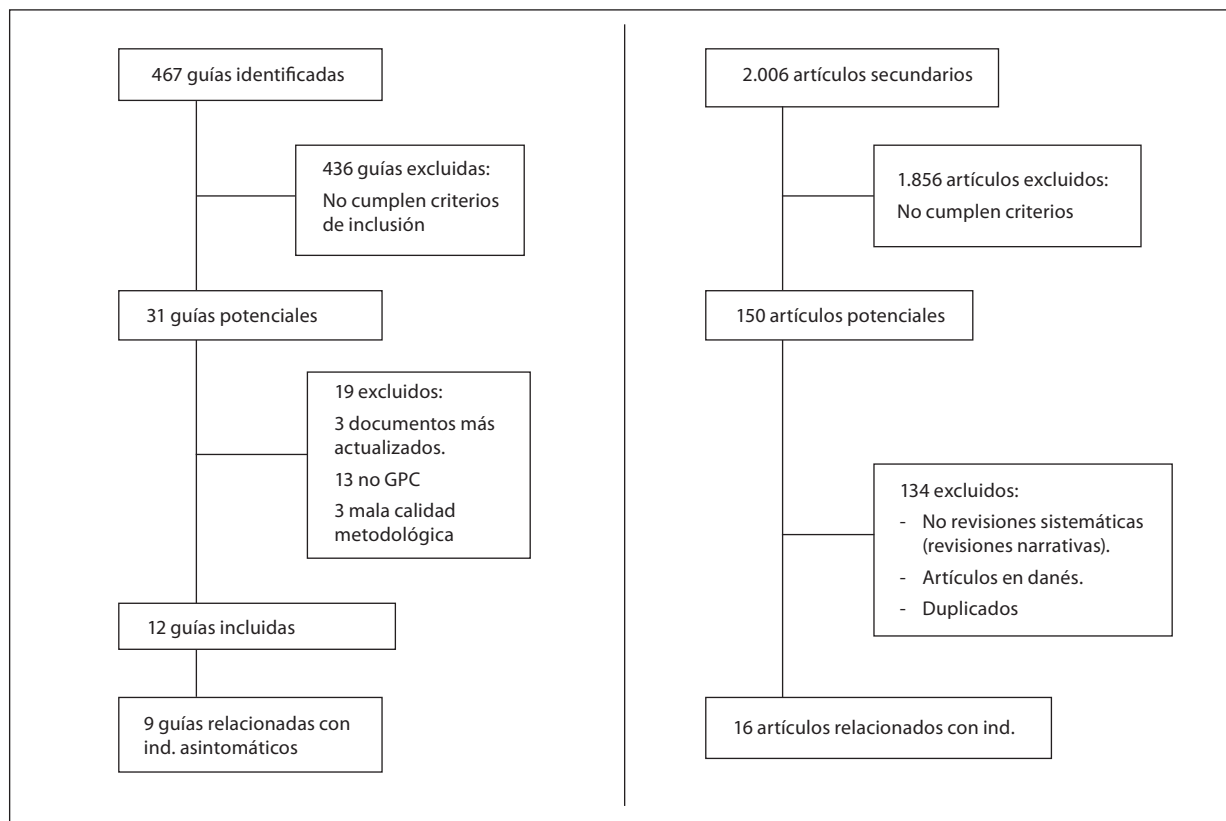 467 guías identificadas
436 guías excluidas:
No cumplen criterios
de inclusión
31 guías potenciales
19 excluidos:
3 documentos más
actualizados.
13 no GPC
3 mala calidad
metodológica
12 guías incluidas
9 guías relacionadas con
ind. asintomáticos
2.006 artículos secundarios
1.856 artículos excluidos:
No cumplen criterios
150 artículos potenciales
134 excluidos:
- No revisiones sistemáticas
(revisiones narrativas).
- Artículos en danés.
- Duplicados
16 artículos relacionados con ind.